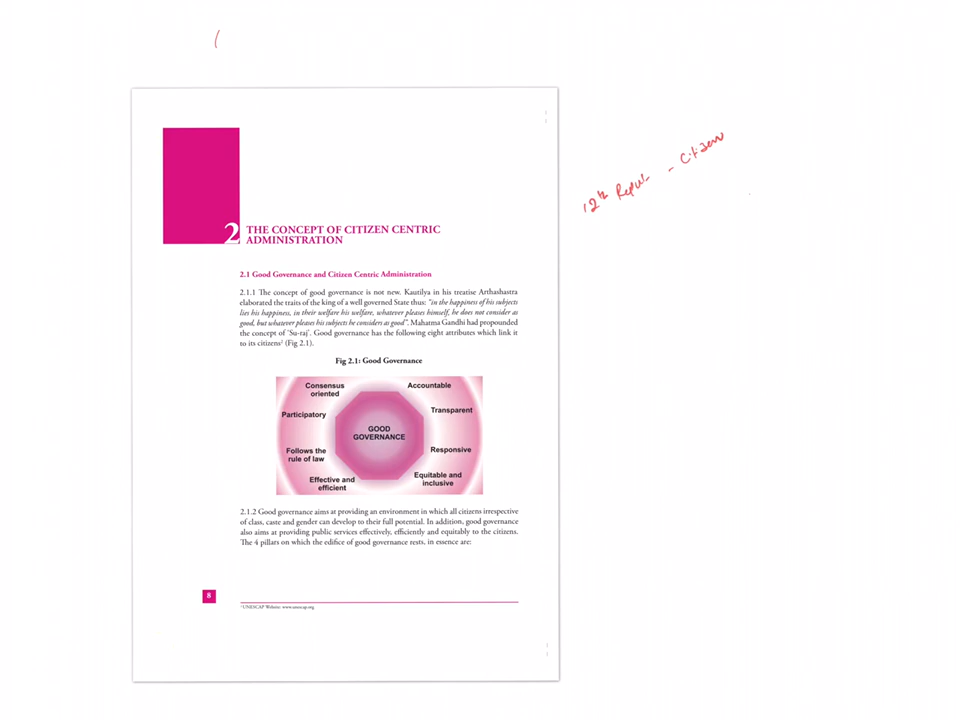 12th Report - Citizen
2 THE CONCEPT OF CITIZEN CENTRIC
ADMINISTRATION
2.1 Good Governance and Citizen Centric Administration
2.1.1 The concept of good governance is not new. Kautilya in his treatise Arthashastra
elaborated the traits of the king of a well governed State thus: "in the happiness of his subjects
lies his happiness, in their welfare his welfare, whatever pleases himself, he does not consider as
good, but whatever pleases his subjects he considers as good". Mahatma Gandhi had propounded
the concept of 'Su-raj'. Good governance has the following eight attributes which link it
to its citizens² (Fig 2.1).
Fig 2.1: Good Governance
Consensus
oriented
Accountable
Participatory
Transparent
GOOD
GOVERNANCE
Follows the
rule of law
Responsive
Effective and
efficient
Equitable and
inclusive
2.1.2 Good governance aims at providing an environment in which all citizens irrespective
of class, caste and gender can develop to their full potential. In addition, good governance
also aims at providing public services effectively, efficiently and equitably to the citizens.
The 4 pillars on which the edifice of good governance rests, in essence are:
8
² UNESCAP Website: www.unescap.org